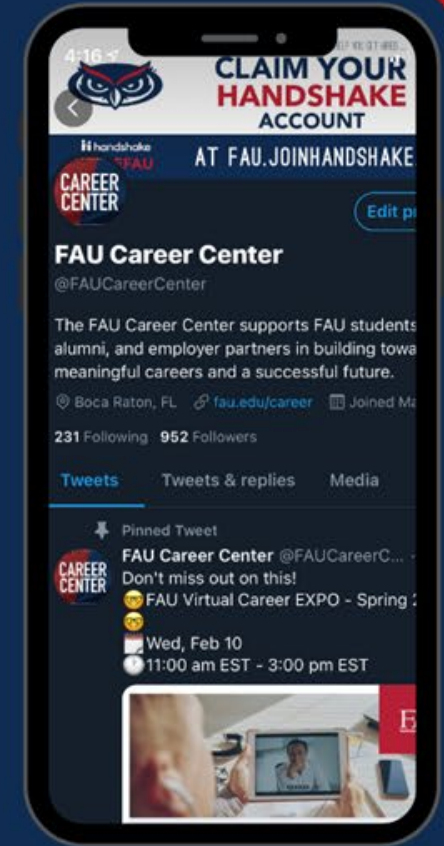 4:16
CLAIM YOUR
HANDSHAKE
ACCOUNT
handshake
FAU
AT FAU.JOINHANDSHAKE.
CAREER
CENTER
Edit p
FAU Career Center
@FAUCareerCenter
The FAU Career Center supports FAU students
alumni, and employer partners in building towa
meaningful careers and a successful future.
Boca Raton, FL fau.edu/career Joined Ma
231 Following 952 Followers
Tweets Tweets & replies Media
Pinned Tweet
FAU Career Center @FAUCareerC...
CAREER
CENTER
Don't miss out on this!
🤓FAU Virtual Career EXPO - Spring 2
🤓
🗓Wed, Feb 10
🕐11:00 am EST - 3:00 pm EST